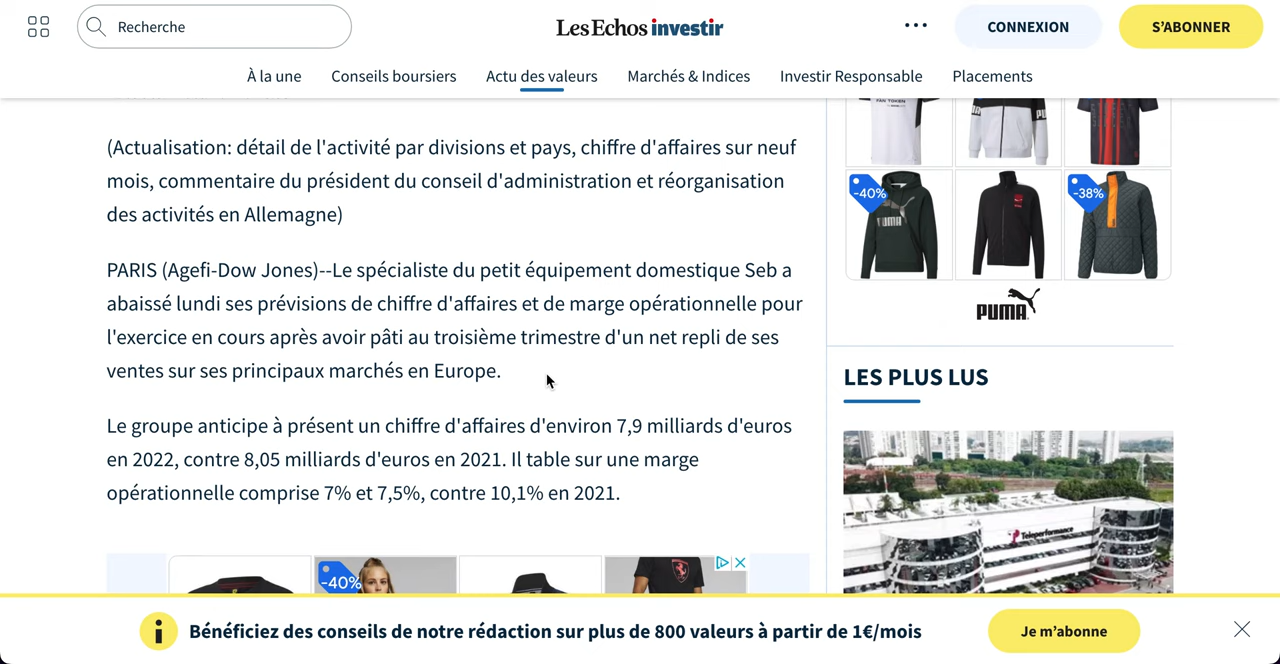 Recherche
Les Echos investir
CONNEXION
S'ABONNER
À la une
Conseils boursiers
Actu des valeurs
Marchés & Indices
Investir Responsable
Placements
(Actualisation: détail de l'activité par divisions et pays, chiffre d'affaires sur neuf
mois, commentaire du président du conseil d'administration et réorganisation
des activités en Allemagne)
PARIS (Agefi-Dow Jones)--Le spécialiste du petit équipement domestique Seb a
abaissé lundi ses prévisions de chiffre d'affaires et de marge opérationnelle pour
l'exercice en cours après avoir pâti au troisième trimestre d'un net repli de ses
ventes sur ses principaux marchés en Europe.
Le groupe anticipe à présent un chiffre d'affaires d'environ 7,9 milliards d'euros
en 2022, contre 8,05 milliards d'euros en 2021. Il table sur une marge
opérationnelle comprise 7% et 7,5%, contre 10,1% en 2021.
-40%
FAN TOKEN
-40%
PUMA
-38%
PUMA
LES PLUS LUS
Teleperformance
Bénéficiez des conseils de notre rédaction sur plus de 800 valeurs à partir de 1€/mois
Je m'abonne